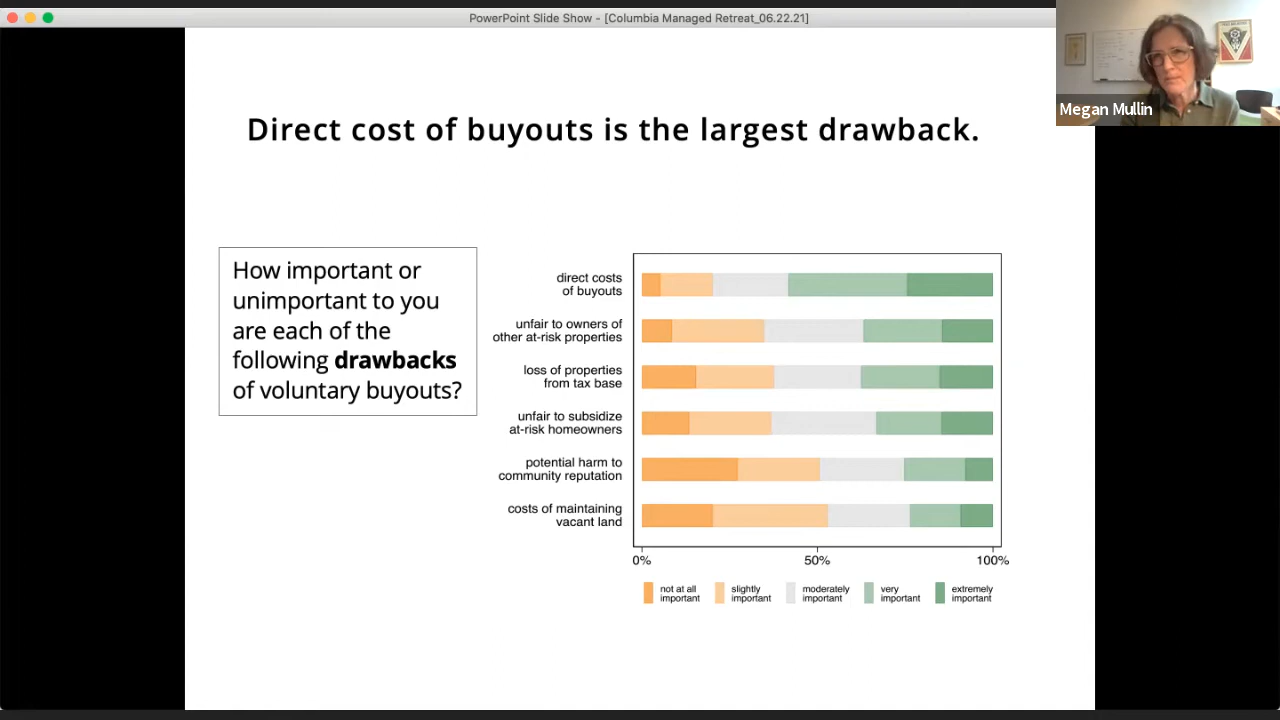 PowerPoint Slide Show - [Columbia Managed Retreat_06.22.21]
Megan Mullin
Direct cost of buyouts is the largest drawback.
How important or
unimportant to you
are each of the
following drawbacks
of voluntary buyouts?
direct costs
of buyouts
unfair to owners of
other at-risk properties
loss of properties
from tax base
unfair to subsidize
at-risk homeowners
potential harm to
community reputation
costs of maintaining
vacant land
0%
50%
100%
not at all
important
slightly
important
moderately
important
very
important
extremely
important